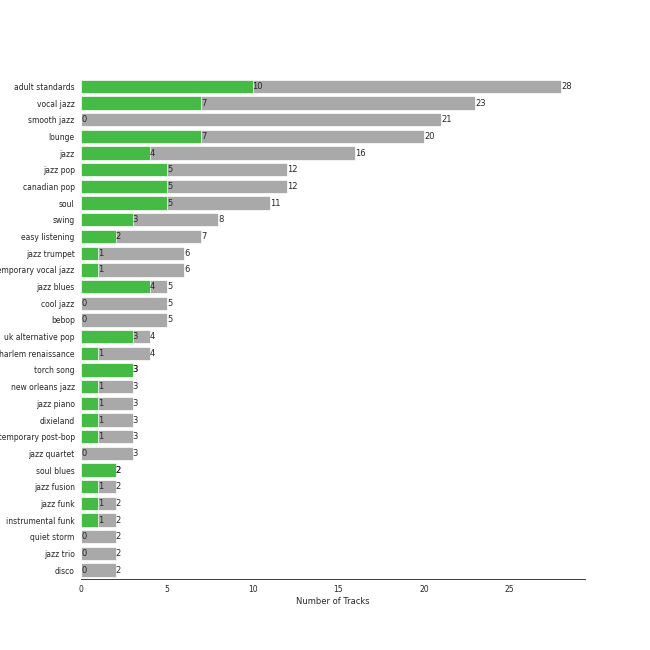 adult standards 10 28
vocal jazz 7 23
smooth jazz 0 21
lounge 7 20
jazz 4 16
jazz pop 5 12
canadian pop 5 12
soul 5 11
swing 3 8
easy listening 2 7
jazz trumpet 1 6
emporary vocal jazz 1 6
jazz blues 4 5
cool jazz 0 5
bebop 0 5
uk alternative pop 3 4
harlem renaissance 1 4
torch song 3
new orleans jazz 1 3
jazz piano 1 3
dixieland 1 3
temporary post-bop 1 3
jazz quartet 0 3
soul blues 2
jazz fusion 1 2
jazz funk 1 2
instrumental funk 1 2
quiet storm 0 2
jazz trio 0 2
disco 0 2
0 5 10 15 20 25
Number of Tracks